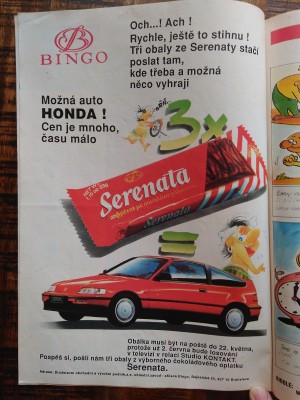 B
BINGO
Och...! Ach !
Rychle, ještě to stihnu !
Tři obaly ze Serenaty stačí
poslat tam,
kde třeba a možná
něco vyhrají
Možná auto
HONDA !
Cen je mnoho,
času málo
3x
Serenata
Serenata
=
Obálka musí být na poště do 22. května,
protože už 2. června bude losování
v televizi v relaci Studio KONTAKT.
Pospěš si, pošli nám tři obaly z výborného čokoládového oplatku
Serenata.